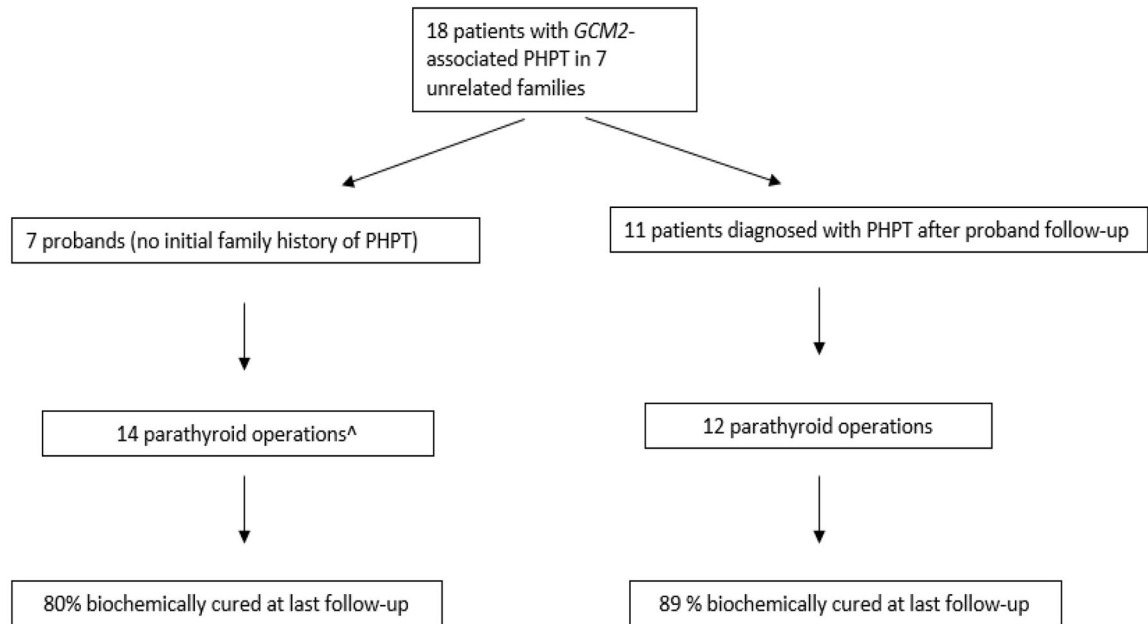 18 patients with GCM2-
associated PHPT in 7
unrelated families
7 probands (no initial family history of PHPT)
11 patients diagnosed with PHPT after proband follow-up
14 parathyroid operations^
12 parathyroid operations
80% biochemically cured at last follow-up
89 % biochemically cured at last follow-up